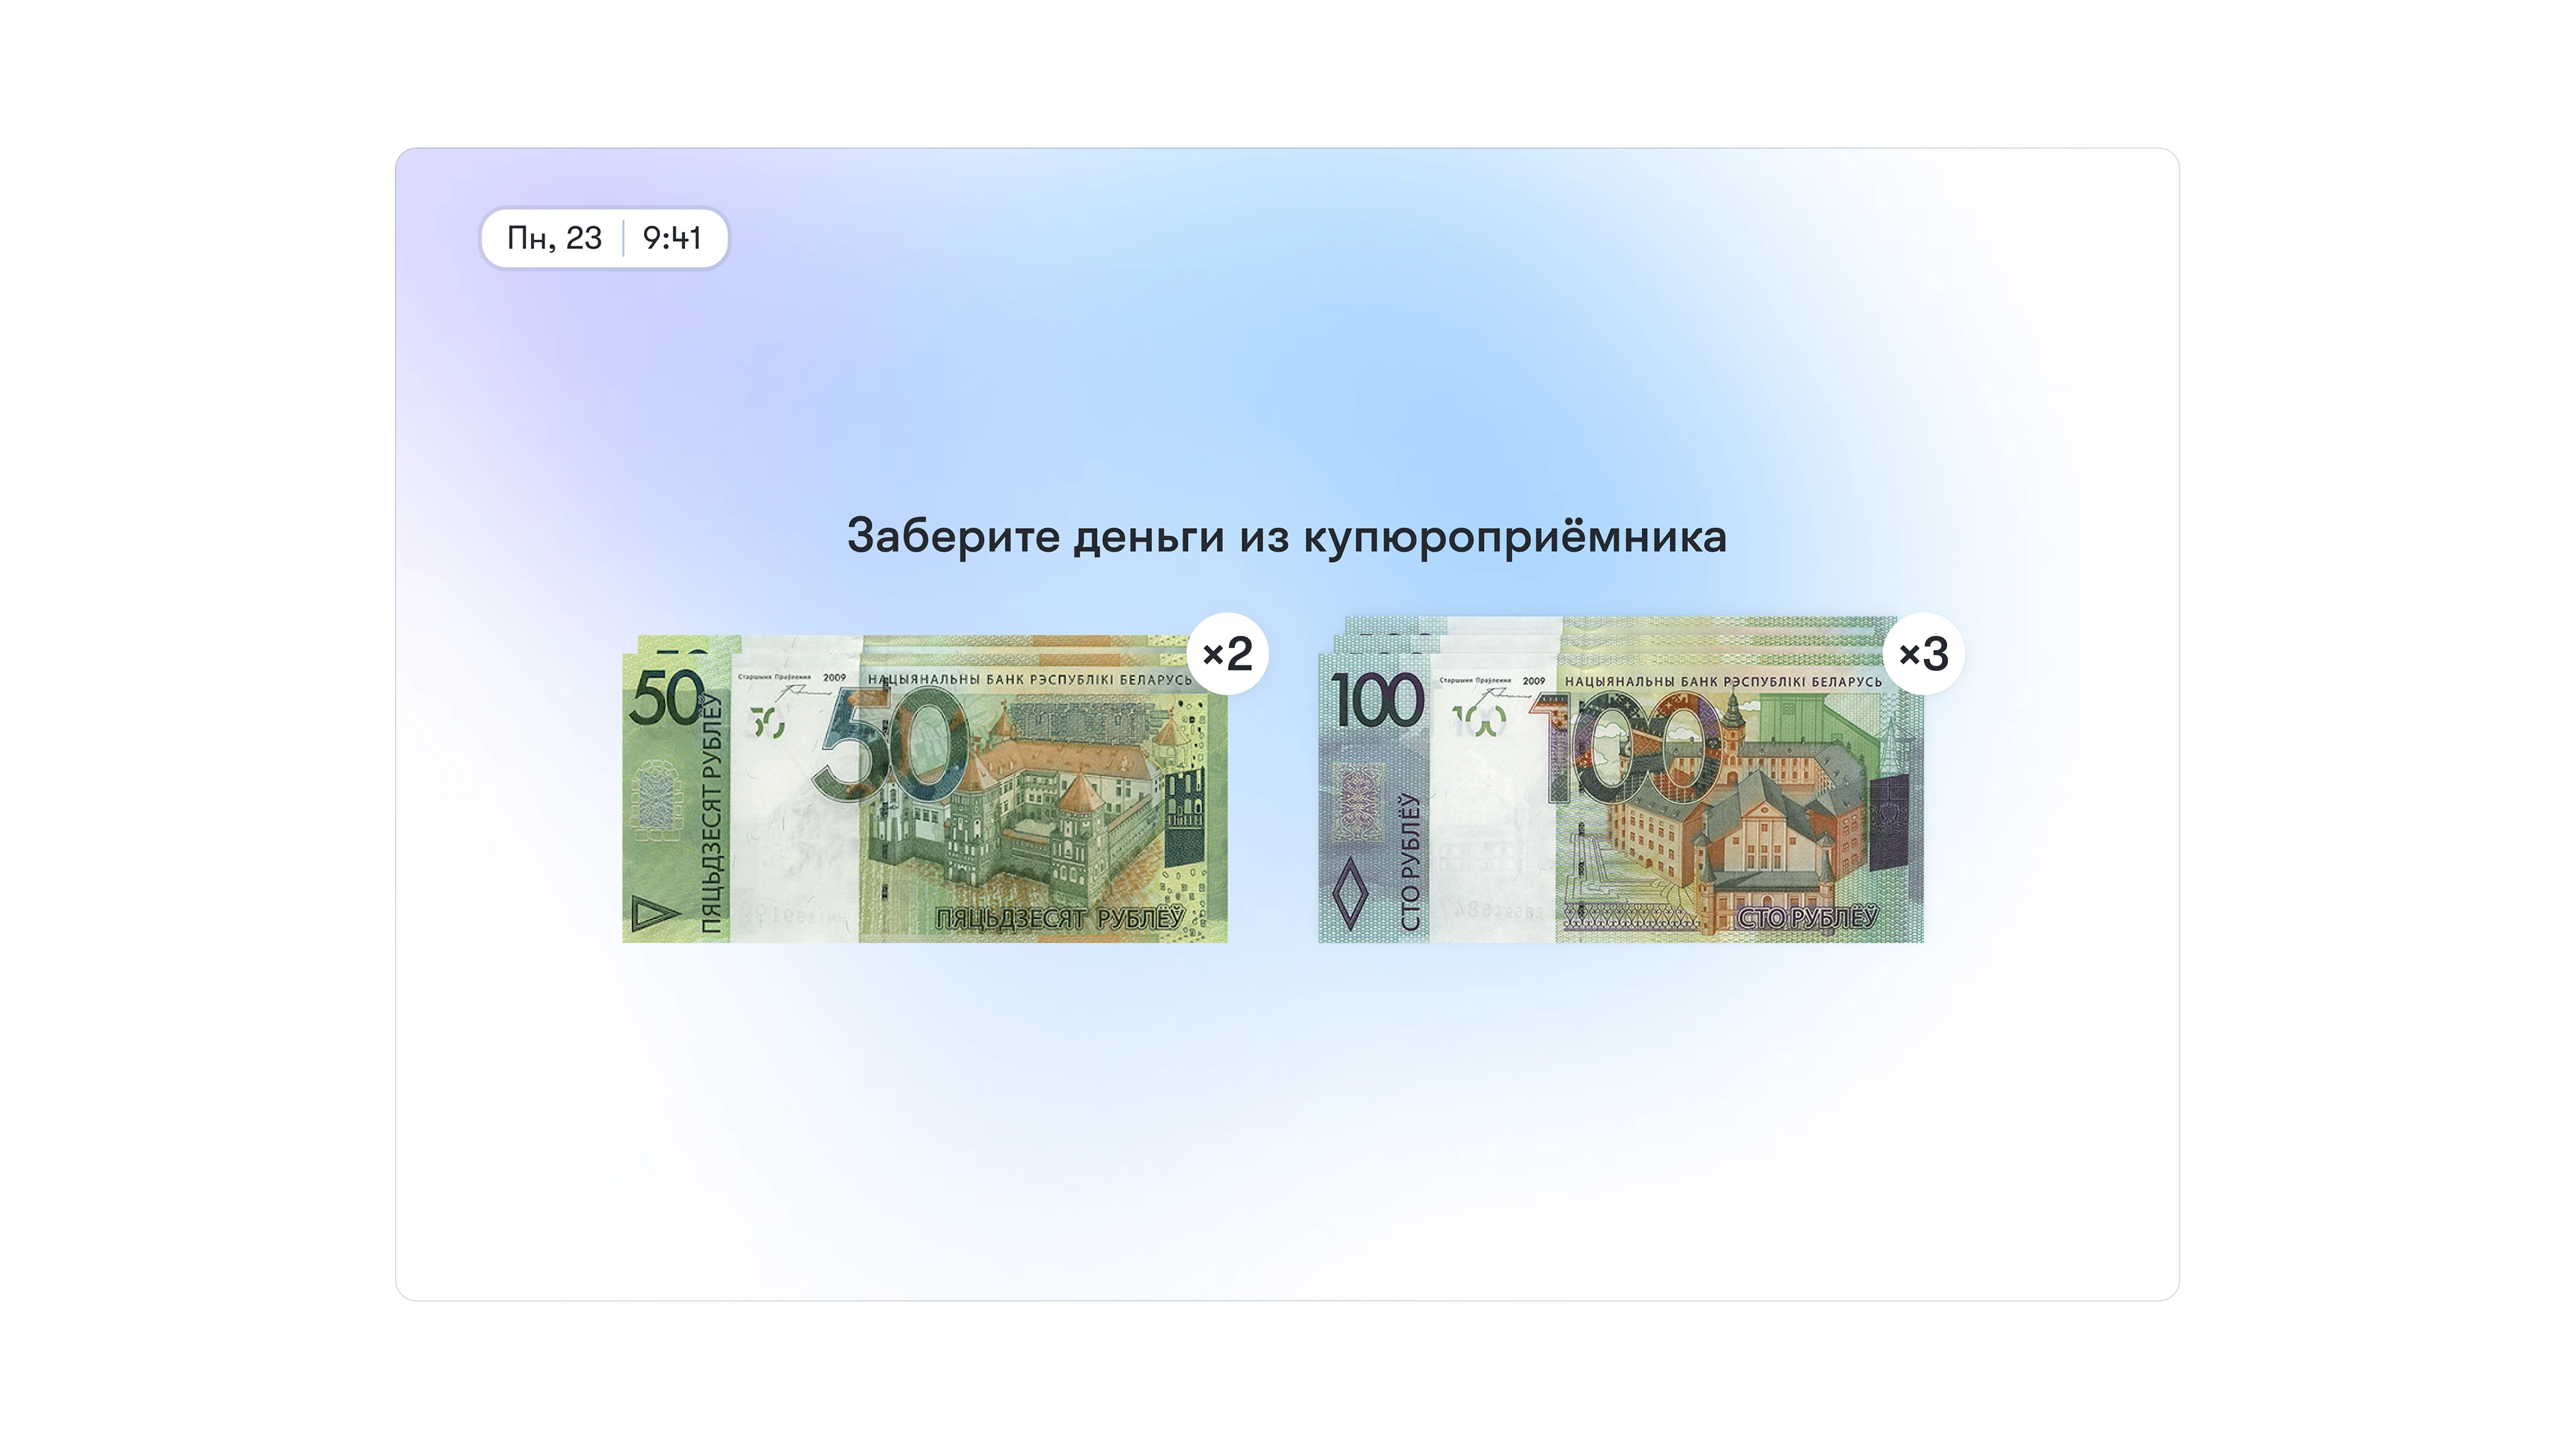 Пн, 23 9:41
Заберите деньги из купюроприёмника
×2
×3
50
Старшыня Праўлення 2009
НАЦЫЯНАЛЬНЫ БАНК РЭСПУБЛІКІ БЕЛАРУСЬ
50
50
ПЯЦЬДЗЕСЯТ РУБЛЁЎ
ПЯЦЬДЗЕСЯТ РУБЛЁЎ
100
Старшыня Праўлення 2009
НАЦЫЯНАЛЬНЫ БАНК РЭСПУБЛІКІ БЕЛАРУСЬ
100
100
СТО РУБЛЁЎ
СТО РУБЛЁЎ